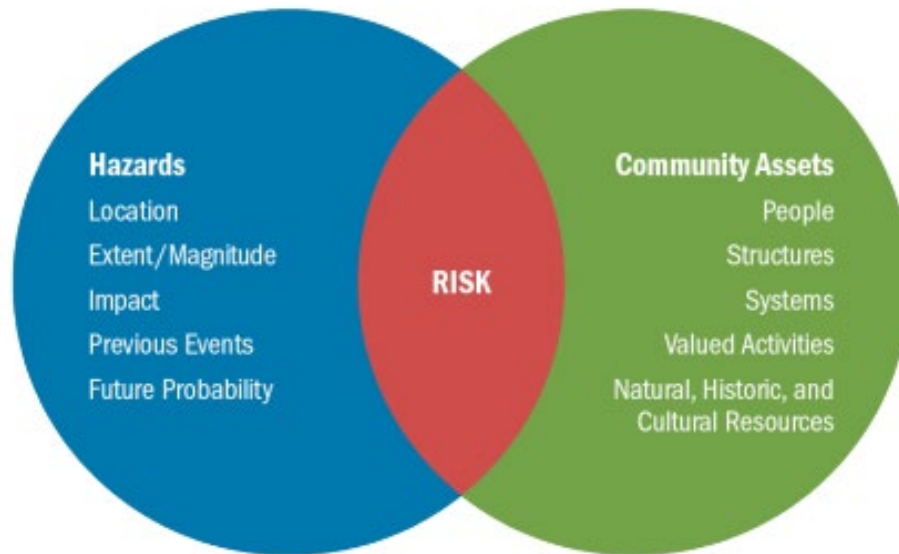 Hazards
Location
Extent/Magnitude
Impact
Previous Events
Future Probability
RISK
Community Assets
People
Structures
Systems
Valued Activities
Natural, Historic, and
Cultural Resources